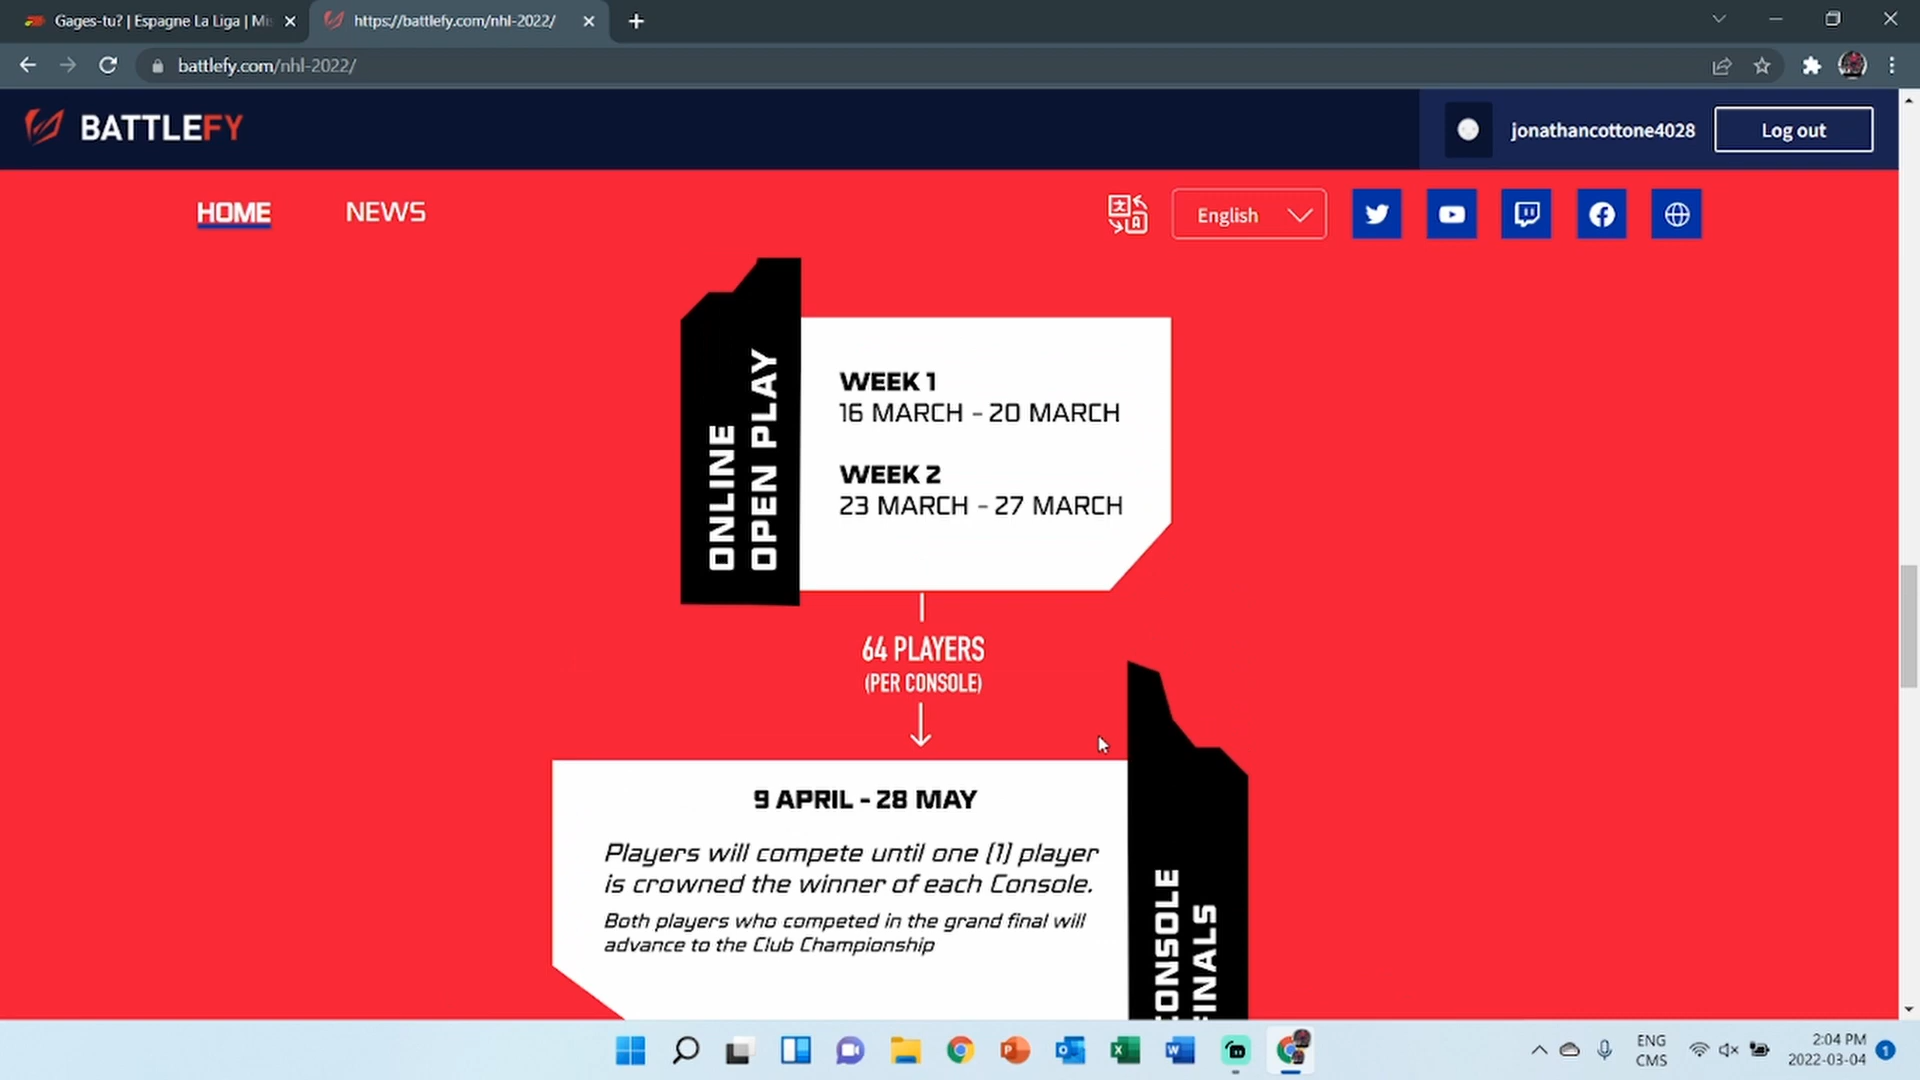 Gages-tu? | Espagne La Liga | Mi
https://battlefy.com/nhl-2022/
battlefy.com/nhl-2022/
BATTLEFY
jonathancottone4028
Log out
HOME
NEWS
English
ONLINE
OPEN PLAY
WEEK 1
16 MARCH - 20 MARCH
WEEK 2
23 MARCH - 27 MARCH
64 PLAYERS
(PER CONSOLE)
9 APRIL - 28 MAY
Players will compete until one (1) player
is crowned the winner of each Console.
Both players who competed in the grand final will
advance to the Club Championship
CONSOLE
FINALS
ENG
CMS
2:04 PM
2022-03-04
1